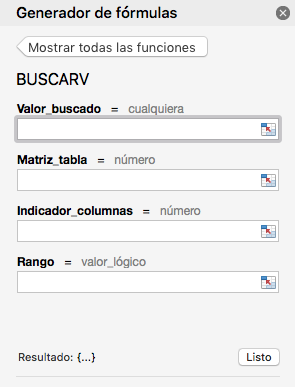 Generador de fórmulas
Mostrar todas las funciones
BUSCARV
Valor_buscado = cualquiera
Matriz_tabla = número
Indicador_columnas = número
Rango = valor_lógico
Resultado: {...}
Listo